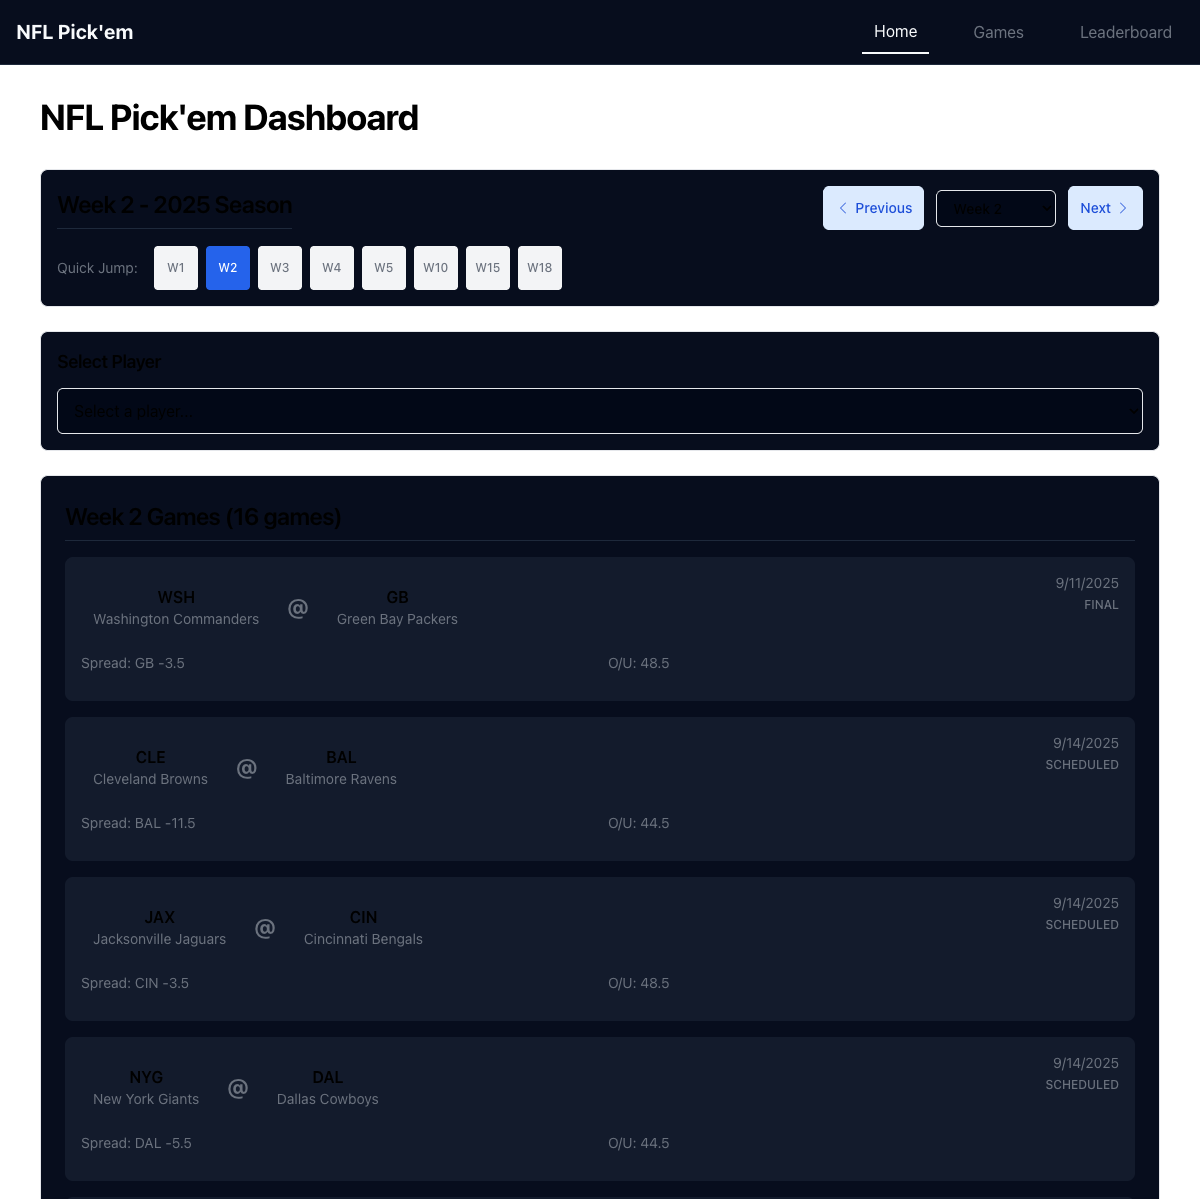 NFL Pick'em
Home Games Leaderboard
NFL Pick'em Dashboard
Week 2 - 2025 Season
Previous Week 2 Next
Quick Jump: W1 W2 W3 W4 W5 W10 W15 W18
Select Player
Select a player...
Week 2 Games (16 games)
9/11/2025
WSH @ GB
FINAL
Washington Commanders Green Bay Packers
Spread: GB -3.5 O/U: 48.5
9/14/2025
CLE @ BAL
SCHEDULED
Cleveland Browns Baltimore Ravens
Spread: BAL -11.5 O/U: 44.5
9/14/2025
JAX @ CIN
SCHEDULED
Jacksonville Jaguars Cincinnati Bengals
Spread: CIN -3.5 O/U: 48.5
9/14/2025
NYG @ DAL
SCHEDULED
New York Giants Dallas Cowboys
Spread: DAL -5.5 O/U: 44.5